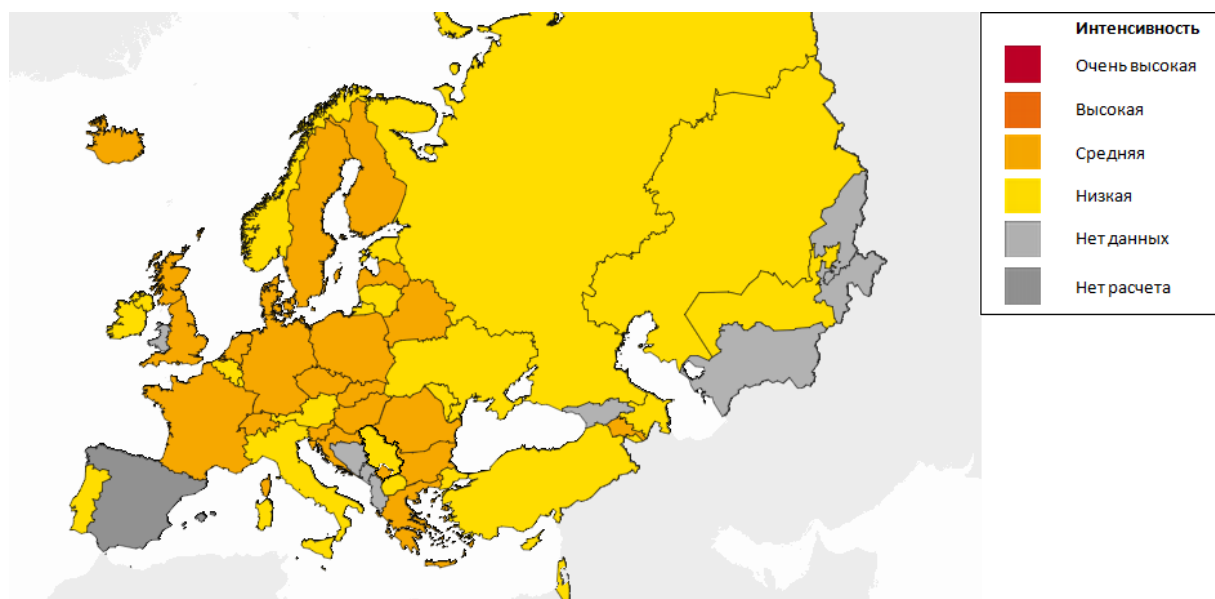 Интенсивность
Очень высокая
Высокая
Средняя
Низкая
Нет данных
Нет расчета